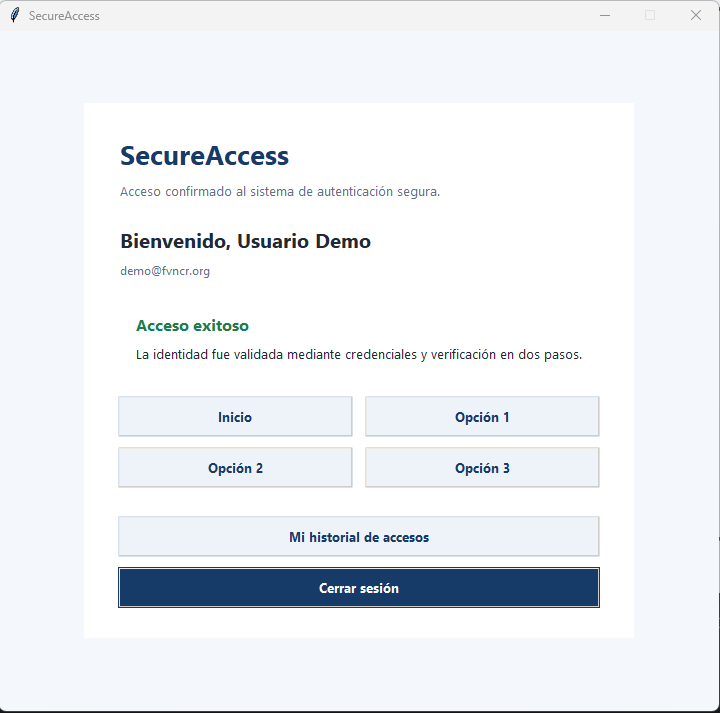 SecureAccess
SecureAccess
Acceso confirmado al sistema de autenticación segura.
Bienvenido, Usuario Demo
demo@fvncr.org
Acceso exitoso
La identidad fue validada mediante credenciales y verificación en dos pasos.
Inicio
Opción 1
Opción 2
Opción 3
Mi historial de accesos
Cerrar sesión